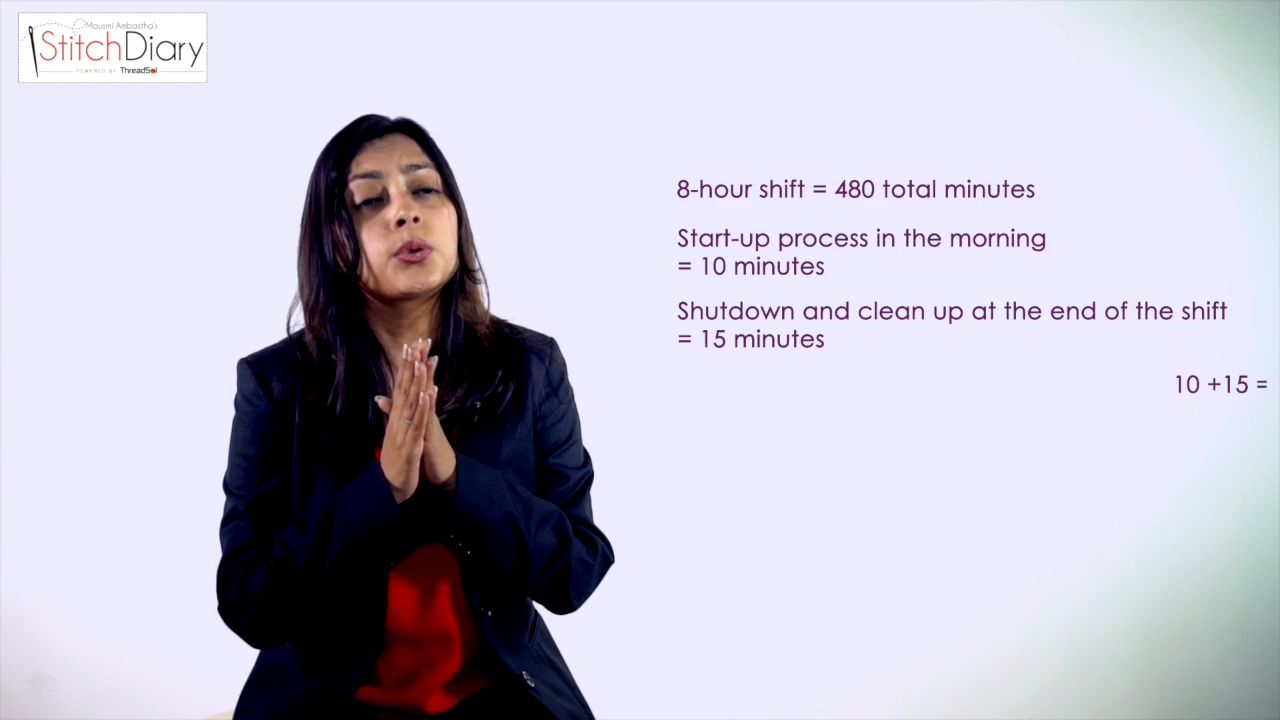 Mausmi Ambastha's
StitchDiary
POWERED BY ThreadSol
8-hour shift = 480 total minutes
Start-up process in the morning
= 10 minutes
Shutdown and clean up at the end of the shift
= 15 minutes
10 +15 =